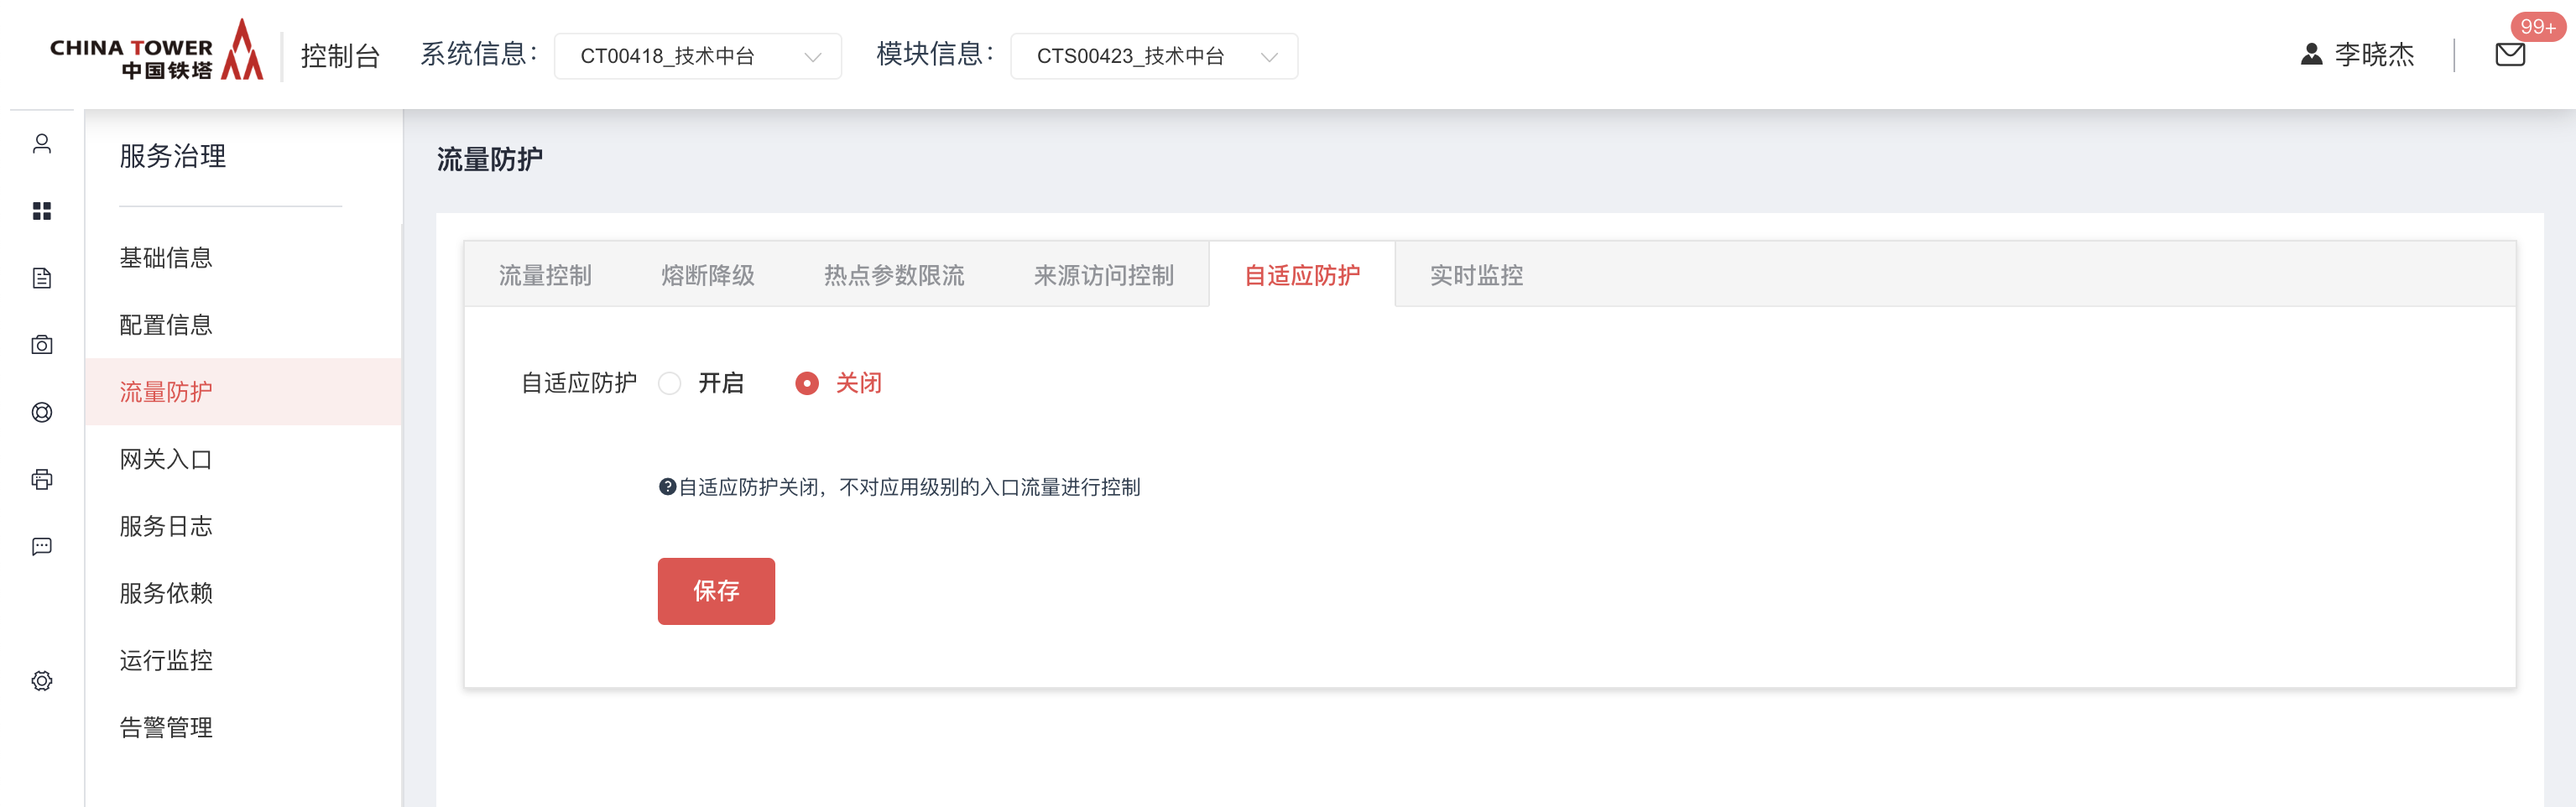 CHINA TOWER
中国铁塔
控制台
系统信息：
CT00418_技术中台
模块信息：
CTS00423_技术中台
李晓杰
99+
服务治理
基础信息
配置信息
流量防护
网关入口
服务日志
服务依赖
运行监控
告警管理
流量防护
流量控制
熔断降级
热点参数限流
来源访问控制
自适应防护
实时监控
自适应防护
开启
关闭
自适应防护关闭，不对应用级别的入口流量进行控制
保存